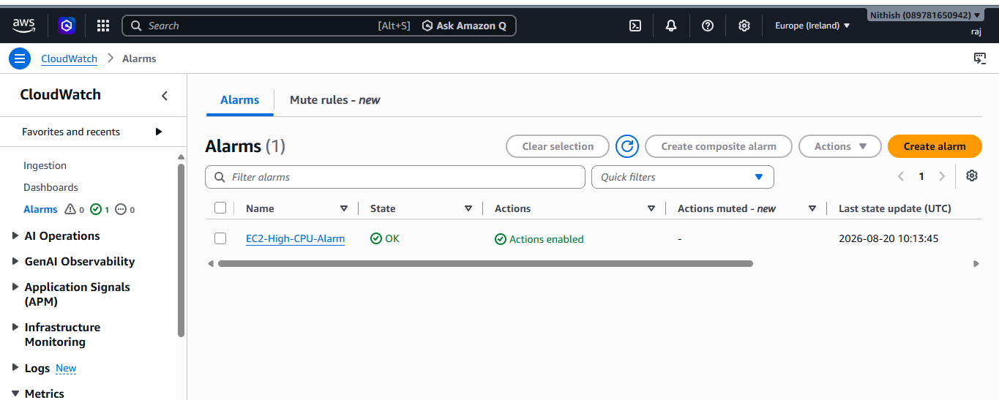 aws
Search [Alt+S] Ask Amazon Q Europe (Ireland) Nithish (089781650942)
raj
CloudWatch Alarms
CloudWatch
Favorites and recents
Ingestion
Dashboards
Alarms 0 1 0
AI Operations
GenAI Observability
Application Signals
(APM)
Infrastructure
Monitoring
Logs New
Metrics
Alarms Mute rules - new
Alarms (1) Clear selection Create composite alarm Actions Create alarm
Filter alarms Quick filters 1
Name State Actions Actions muted - new Last state update (UTC)
EC2-High-CPU-Alarm OK Actions enabled - 2026-08-20 10:13:45